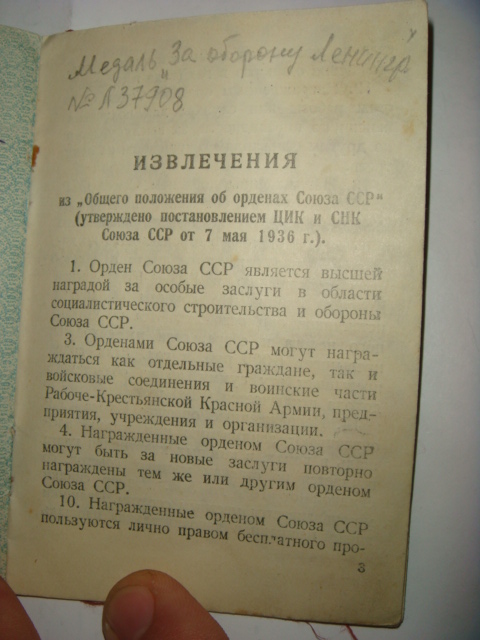 Медаль „За оборону Ленингр
№ Л37908
ИЗВЛЕЧЕНИЯ
из „Общего положения об орденах Союза ССР“
(утверждено постановлением ЦИК и СНК
Союза ССР от 7 мая 1936 г.).
1. Орден Союза ССР является высшей
наградой за особые заслуги в области
социалистического строительства и обороны
Союза ССР.
3. Орденами Союза ССР могут награ-
ждаться как отдельные граждане, так и
войсковые соединения и воинские части
Рабоче-Крестьянской Красной Армии, пред-
приятия, учреждения и организации.
4. Награжденные орденом Союза ССР
могут быть за новые заслуги повторно
награждены тем же или другим орденом
Союза ССР.
10. Награжденные орденом Союза ССР
пользуются лично правом бесплатного про-
3